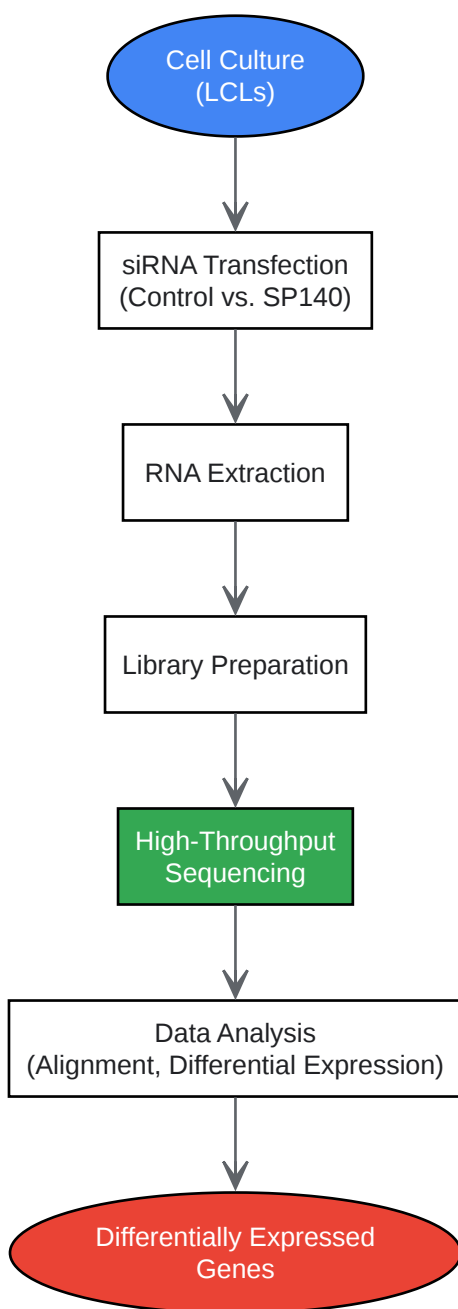 Cell Culture
(LCLs)
siRNA Transfection
(Control vs. SP140)
RNA Extraction
Library Preparation
High-Throughput
Sequencing
Data Analysis
(Alignment, Differential Expression)
Differentially Expressed
Genes